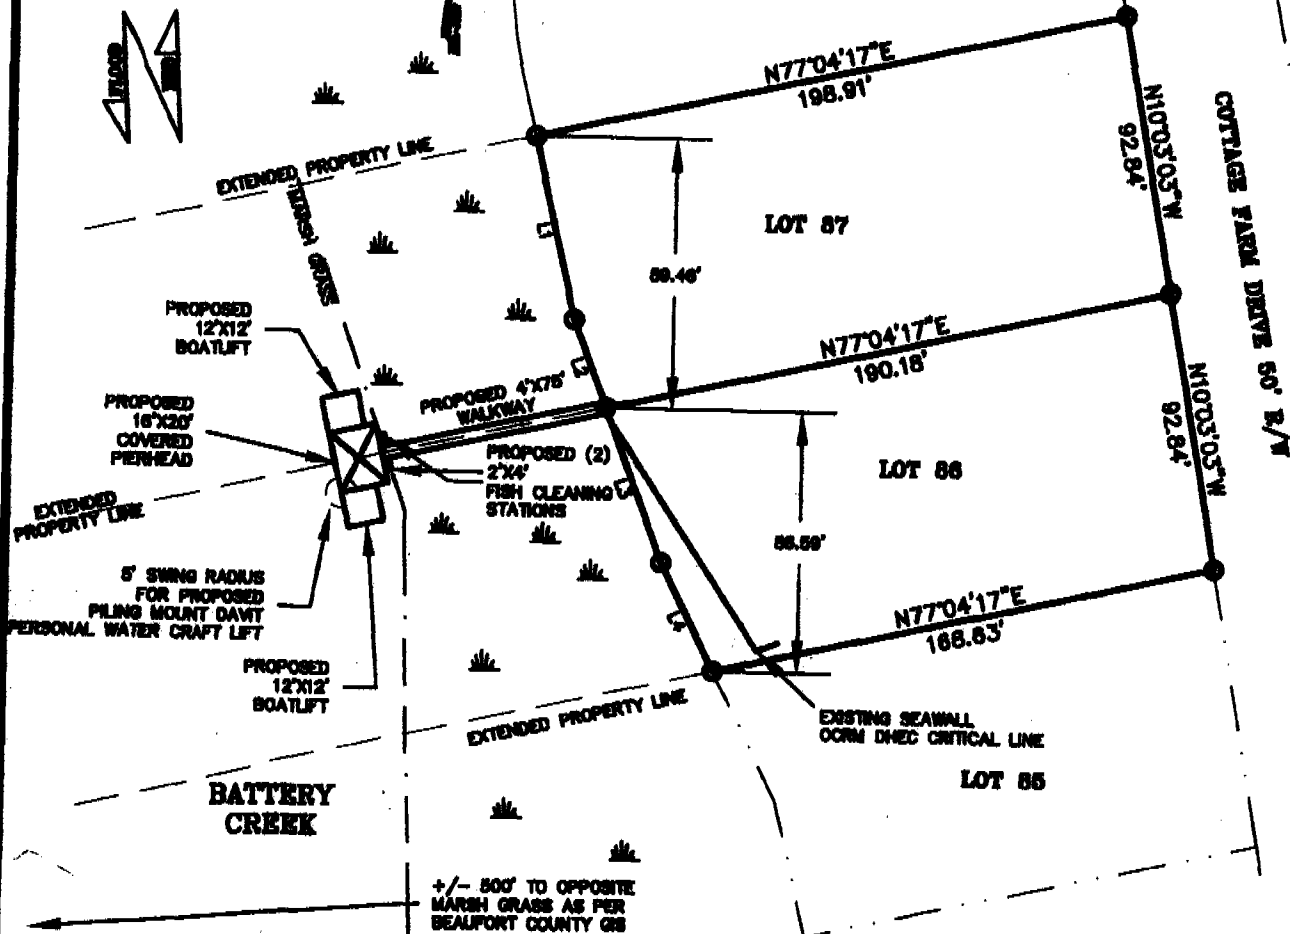 N77°04'17"E
198.91'
N10°03'03"W
92.84'
COTTAGE FARM DRIVE 50' R/W
EXTENDED PROPERTY LINE
MARSH GRASS
L1
LOT 87
59.46'
PROPOSED
12'X12'
BOATLIFT
N77°04'17"E
190.18'
PROPOSED 4'X75'
WALKWAY
PROPOSED
16'X20'
COVERED
PIERHEAD
PROPOSED (2)
2'X4'
FISH CLEANING
STATIONS
LOT 86
N10°03'03"W
92.84'
EXTENDED
PROPERTY LINE
56.59'
5' SWING RADIUS
FOR PROPOSED
PILING MOUNT DAVIT
PERSONAL WATER CRAFT LIFT
N77°04'17"E
168.83'
L4
PROPOSED
12'X12'
BOATLIFT
EXTENDED PROPERTY LINE
EXISTING SEAWALL
OCRM DHEC CRITICAL LINE
LOT 85
BATTERY
CREEK
+/- 500' TO OPPOSITE
MARSH GRASS AS PER
BEAUFORT COUNTY GIS